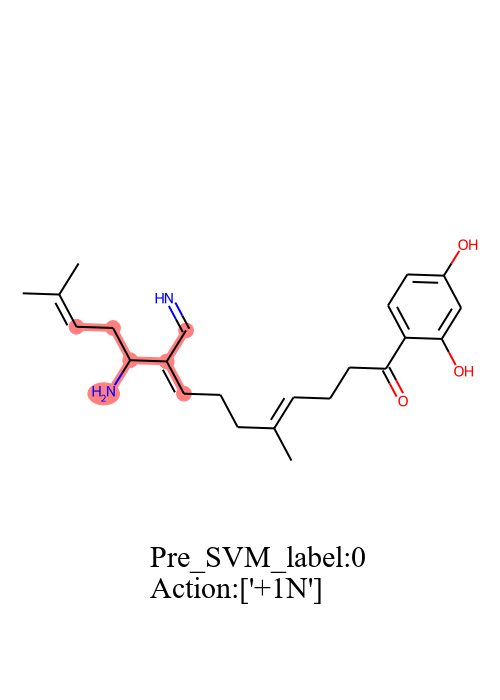 OH
HN
H2N
OH
O
Pre_SVM_label:0
Action:['+1N']